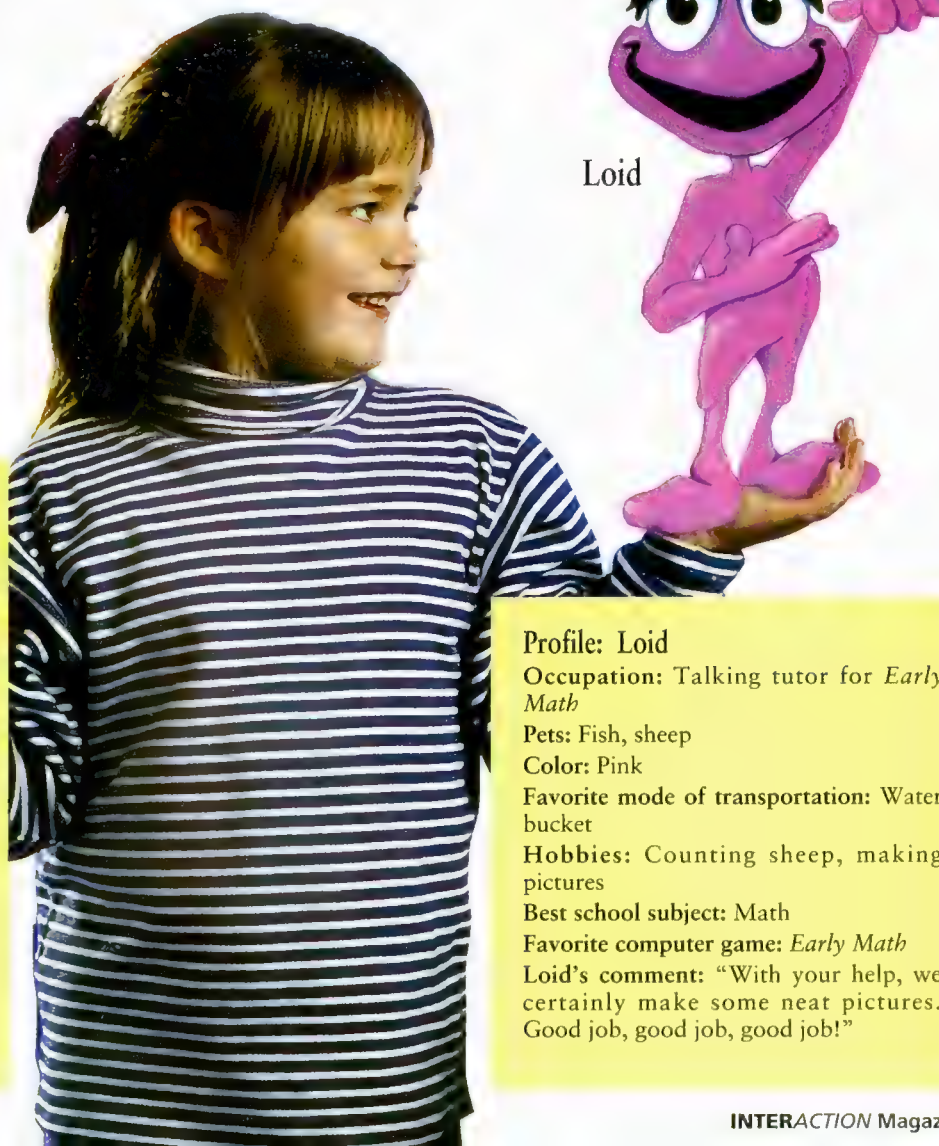 Loid
Profile: Loid
Occupation: Talking tutor for Early
Math
Pets: Fish, sheep
Color: Pink
Favorite mode of transportation: Water
bucket
Hobbies: Counting sheep, making
pictures
Best school subject: Math
Favorite computer game: Early Math
Loid's comment: “With your help, we
certainly make some neat pictures.
Good job, good job, good job!”
INTERACTION Magaz